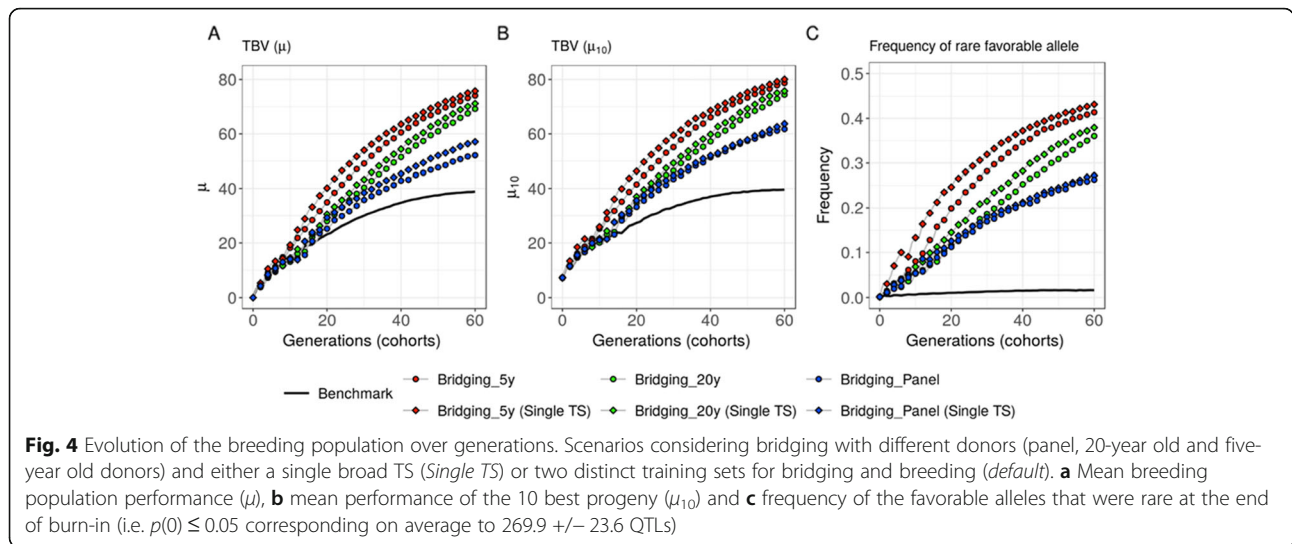 A
TBV (μ)
80
60
40
20
0
μ
0 20 40 60
Generations (cohorts)
B
TBV (μ10)
80
60
40
20
0
μ10
0 20 40 60
Generations (cohorts)
C
Frequency of rare favorable allele
0.5
0.4
0.3
0.2
0.1
0.0
Frequency
0 20 40 60
Generations (cohorts)
Benchmark
Bridging_5y
Bridging_20y
Bridging_Panel
Bridging_5y (Single TS)
Bridging_20y (Single TS)
Bridging_Panel (Single TS)
Fig. 4 Evolution of the breeding population over generations. Scenarios considering bridging with different donors (panel, 20-year old and five-
year old donors) and either a single broad TS (Single TS) or two distinct training sets for bridging and breeding (default). a Mean breeding
population performance (μ), b mean performance of the 10 best progeny (μ10) and c frequency of the favorable alleles that were rare at the end
of burn-in (i.e. p(0) ≤ 0.05 corresponding on average to 269.9 +/− 23.6 QTLs)